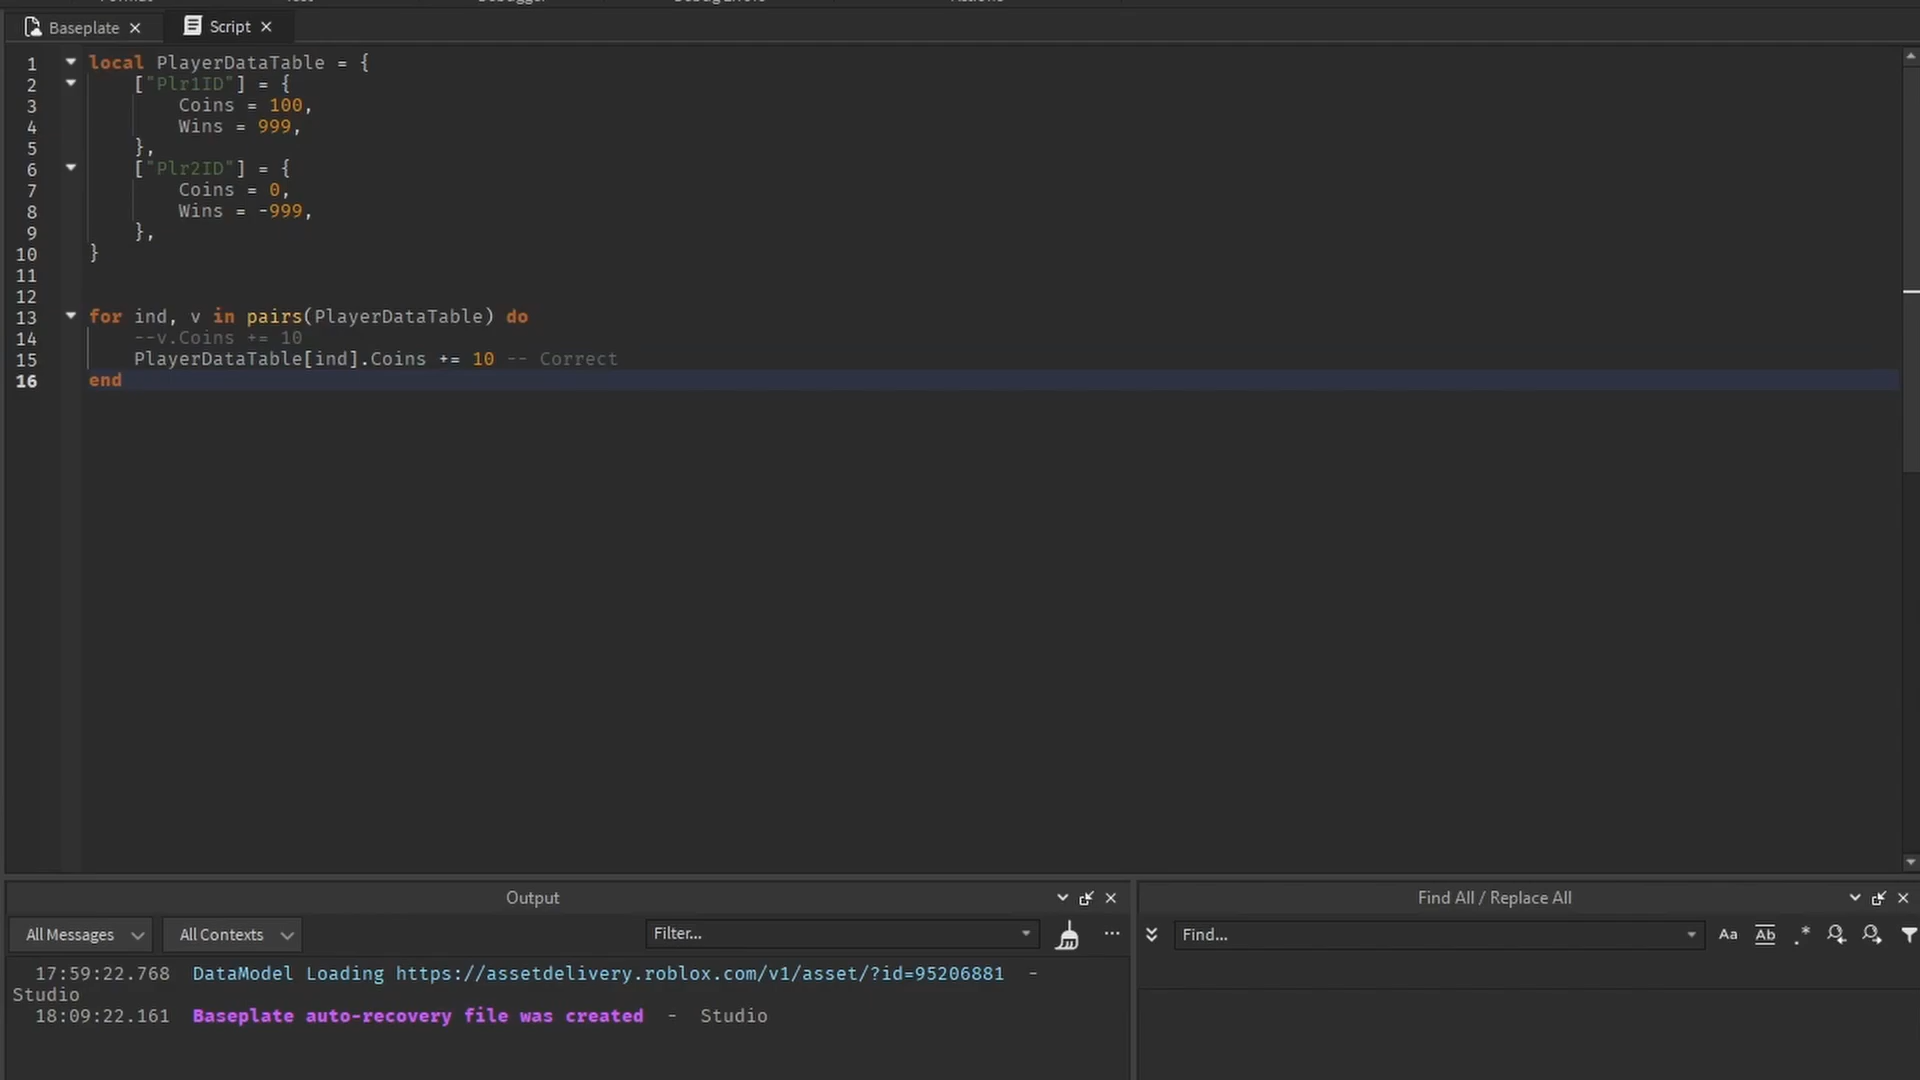 Baseplate
Script
1 local PlayerDataTable = {
2 ["Plr1ID"] = {
3 Coins = 100,
4 Wins = 999,
5 },
6 ["Plr2ID"] = {
7 Coins = 0,
8 Wins = -999,
9 },
10 }
11
12
13 for ind, v in pairs(PlayerDataTable) do
14 --v.Coins += 10
15 PlayerDataTable[ind].Coins += 10 -- Correct
16 end
Output
All Messages All Contexts Filter...
17:59:22.768 DataModel Loading https://assetdelivery.roblox.com/v1/asset/?id=95206881 -
Studio
18:09:22.161 Baseplate auto-recovery file was created - Studio
Find All / Replace All
Find... Aa Ab .*